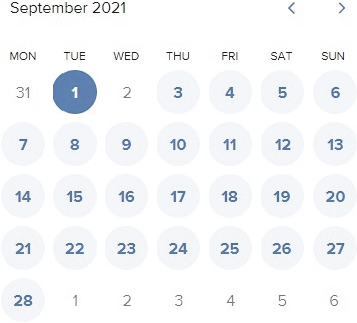 September 2021
MON TUE WED THU FRI SAT SUN
31 1 2 3 4 5 6
7 8 9 10 11 12 13
14 15 16 17 18 19 20
21 22 23 24 25 26 27
28 1 2 3 4 5 6